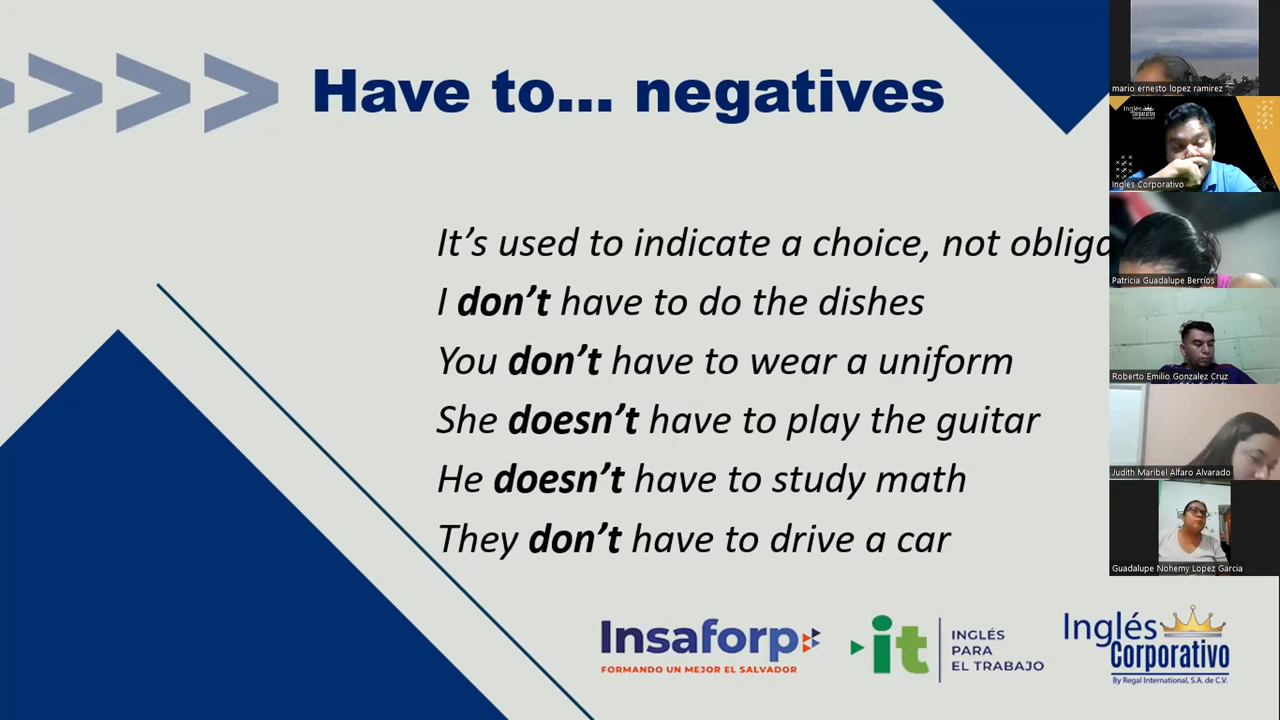 Have to... negatives
It's used to indicate a choice, not
I don't have to do the dishes
You don't have to wear a uniform
She doesn't have to play the guitar
He doesn't have to study math
They don't have to drive a car
Insaforp
FORMANDO UN MEJOR EL SALVADOR
it
INGLÉS
PARA
EL TRABAJO
Inglés
Corporativo
By Regal International, S.A. de C.V.
mario ernesto lopez ramirez
Inglés
Corporativo
Ingles Corporativo
Patricia Guadalupe Berríos
Roberto Emilio Gonzalez Cruz
Judith Maribel Alfaro Alvarado
Guadalupe Nohemy Lopez Garcia